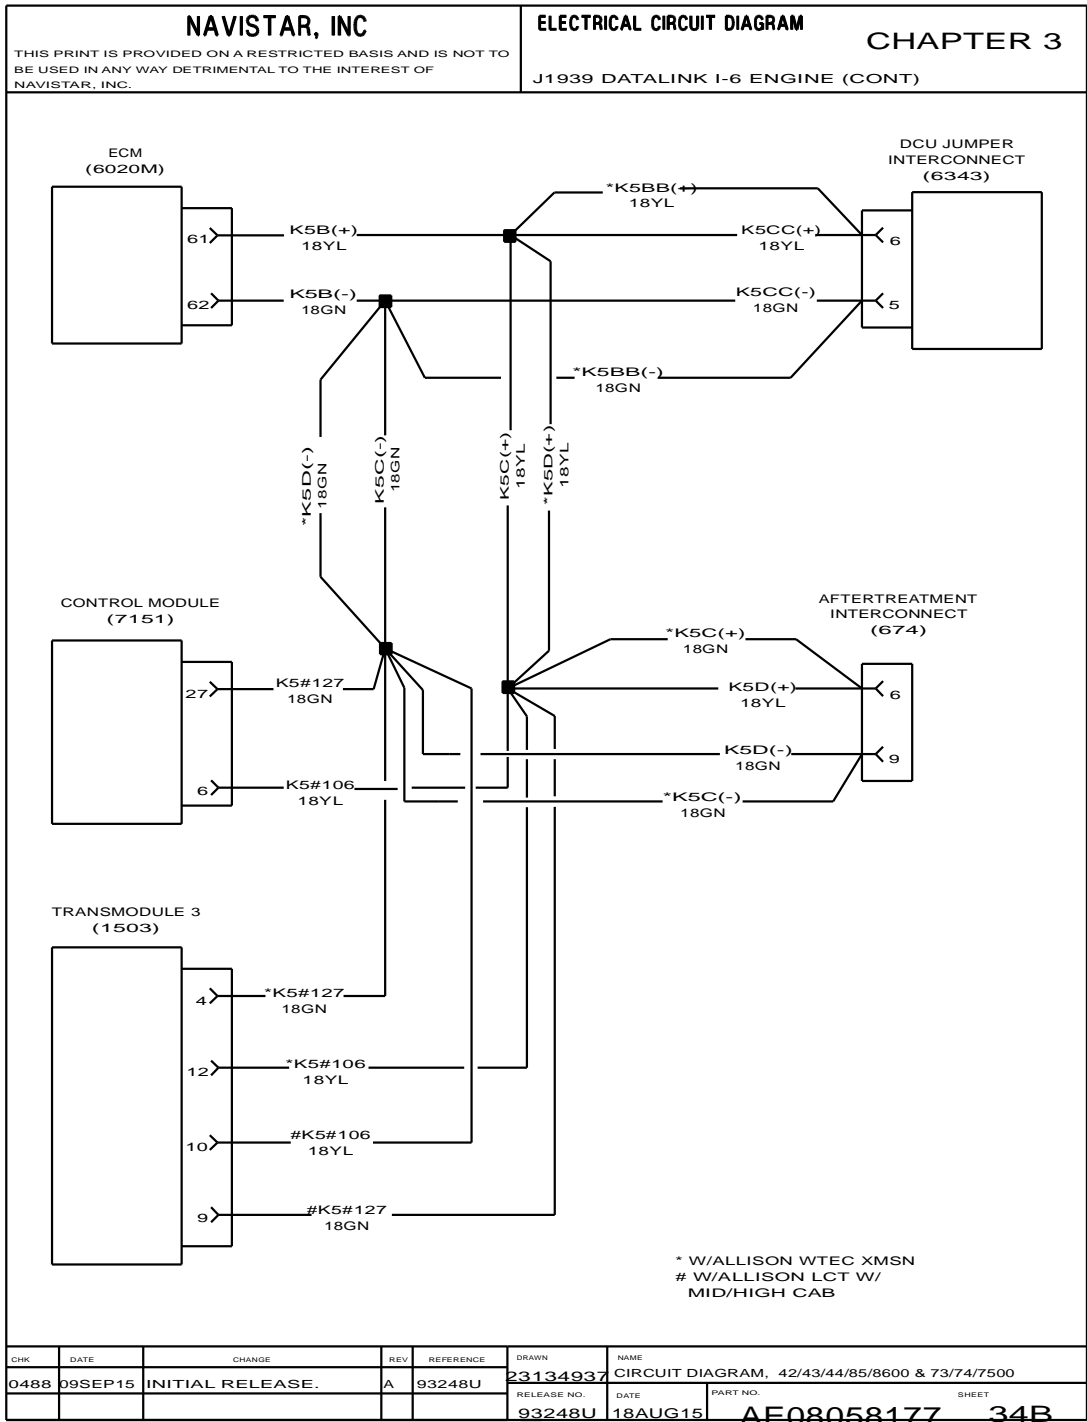 NAVISTAR, INC
THIS PRINT IS PROVIDED ON A RESTRICTED BASIS AND IS NOT TO
BE USED IN ANY WAY DETRIMENTAL TO THE INTEREST OF
NAVISTAR, INC.
ELECTRICAL CIRCUIT DIAGRAM
CHAPTER 3
J1939 DATALINK I-6 ENGINE (CONT)
ECM
(6020M)
DCU JUMPER
INTERCONNECT
(6343)
*K5BB(+)
18YL
61
K5B(+)
18YL
K5CC(+)
18YL
6
62
K5B(-)
18GN
K5CC(-)
18GN
5
*K5BB(-)
18GN
*K5D(-)
18GN
K5C(-)
18GN
K5C(+)
18YL
*K5D(+)
18YL
CONTROL MODULE
(7151)
AFTERTREATMENT
INTERCONNECT
(674)
*K5C(+)
18GN
27
K5#127
18GN
K5D(+)
18YL
6
K5D(-)
18GN
9
6
K5#106
18YL
*K5C(-)
18GN
TRANSMODULE 3
(1503)
4
*K5#127
18GN
12
*K5#106
18YL
10
#K5#106
18YL
9
#K5#127
18GN
* W/ALLISON WTEC XMSN
# W/ALLISON LCT W/
MID/HIGH CAB
CHK DATE CHANGE REV REFERENCE
0488 09SEP15 INITIAL RELEASE. A 93248U
DRAWN
23134937
NAME
CIRCUIT DIAGRAM, 42/43/44/85/8600 & 73/74/7500
RELEASE NO.
93248U
DATE
18AUG15
PART NO.
AE08058177
SHEET
34B